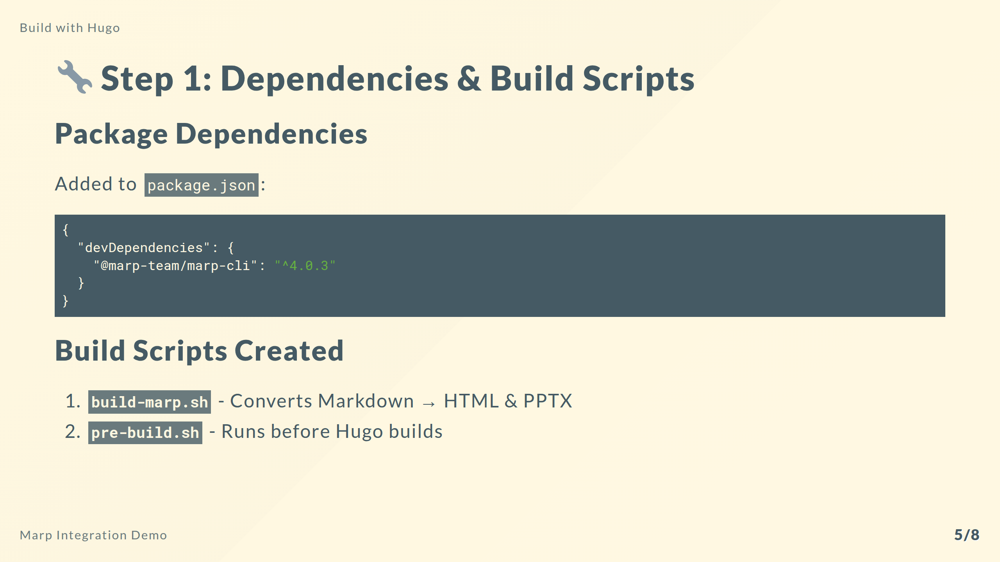 Build with Hugo
🔧 Step 1: Dependencies & Build Scripts
Package Dependencies
Added to package.json:
{
  "devDependencies": {
    "@marp-team/marp-cli": "^4.0.3"
  }
}
Build Scripts Created
1. build-marp.sh - Converts Markdown → HTML & PPTX
2. pre-build.sh - Runs before Hugo builds
Marp Integration Demo
5/8